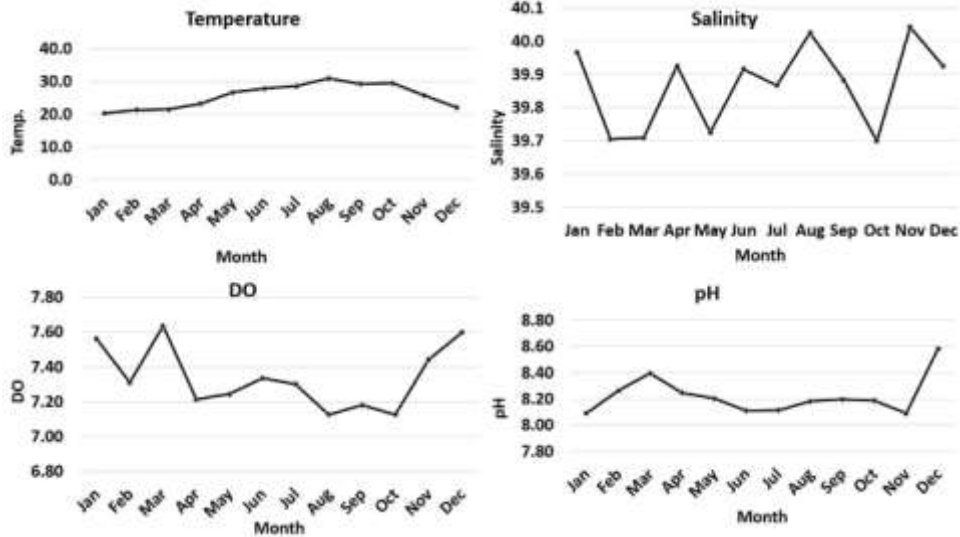 Temperature
40.0
30.0
20.0
10.0
0.0
Temp.
Jan Feb Mar Apr May Jun Jul Aug Sep Oct Nov Dec
Month
Salinity
40.1
40.0
39.9
39.8
39.7
39.6
39.5
Salinity
Jan Feb Mar Apr May Jun Jul Aug Sep Oct Nov Dec
Month
DO
7.80
7.60
7.40
7.20
7.00
6.80
DO
Jan Feb Mar Apr May Jun Jul Aug Sep Oct Nov Dec
Month
pH
8.80
8.60
8.40
8.20
8.00
7.80
pH
Jan Feb Mar Apr May Jun Jul Aug Sep Oct Nov Dec
Month